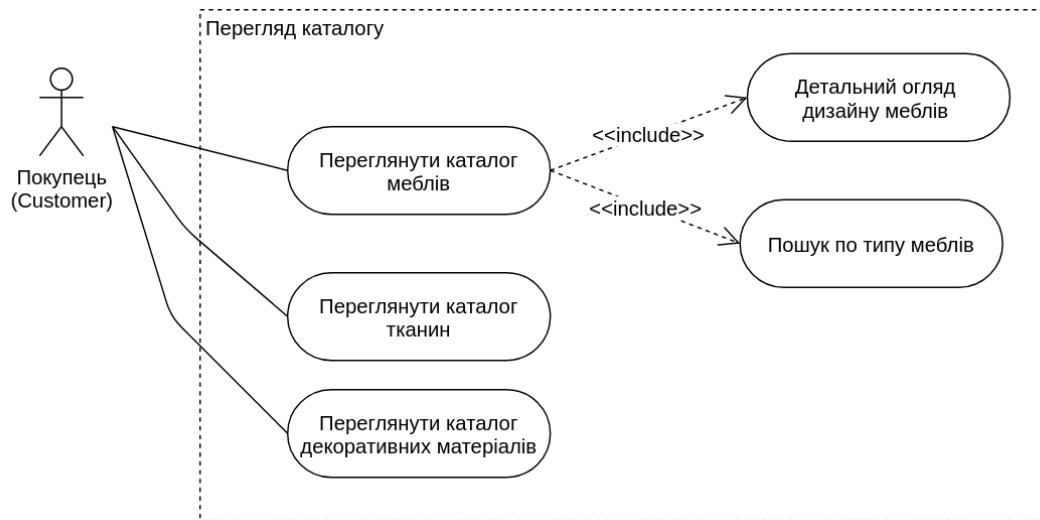 Перегляд каталогу
Покупець
(Customer)
Переглянути каталог
меблів
<<include>>
Детальний огляд
дизайну меблів
<<include>>
Пошук по типу меблів
Переглянути каталог
тканин
Переглянути каталог
декоративних матеріалів